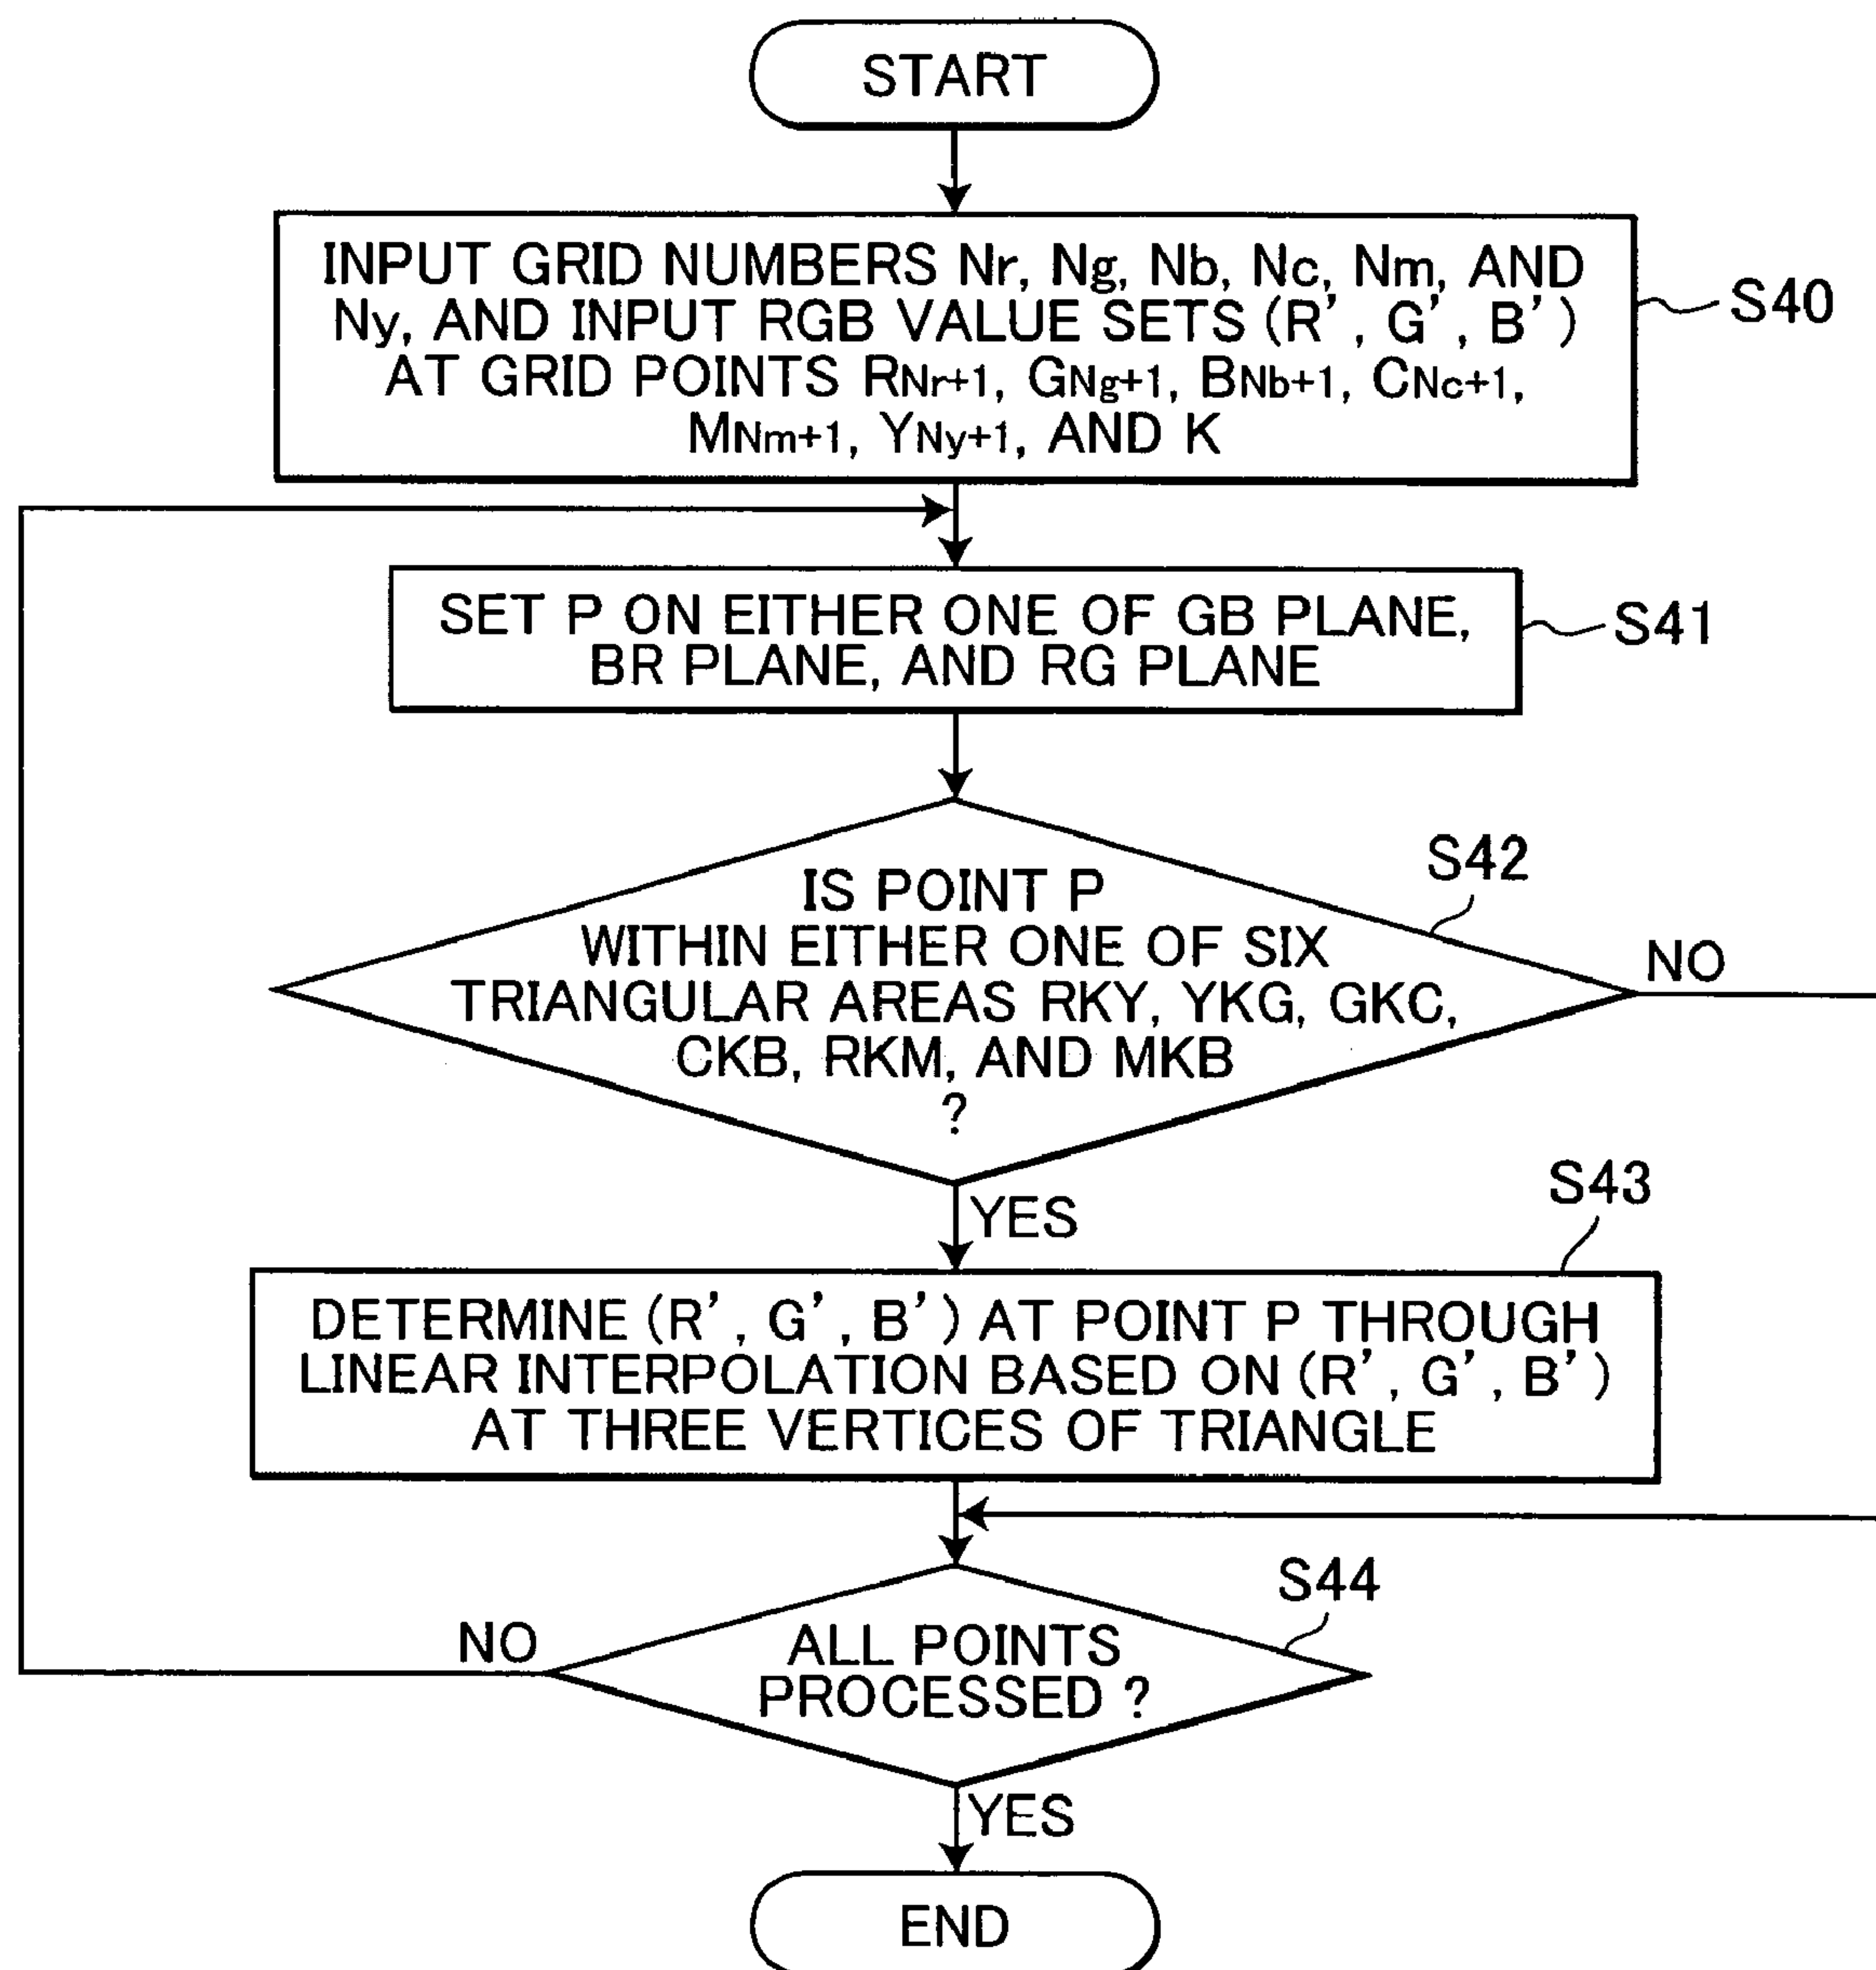 START
INPUT GRID NUMBERS Nr, Ng, Nb, Nc, Nm, AND
Ny, AND INPUT RGB VALUE SETS (R', G', B')
AT GRID POINTS RNr+1, GNg+1, BNb+1, CNc+1,
MNm+1, YNy+1, AND K
S40
SET P ON EITHER ONE OF GB PLANE,
BR PLANE, AND RG PLANE
S41
S42
IS POINT P
WITHIN EITHER ONE OF SIX
TRIANGULAR AREAS RKY, YKG, GKC,
CKB, RKM, AND MKB
?
NO
YES
S43
DETERMINE (R', G', B') AT POINT P THROUGH
LINEAR INTERPOLATION BASED ON (R', G', B')
AT THREE VERTICES OF TRIANGLE
S44
NO
ALL POINTS
PROCESSED ?
YES
END